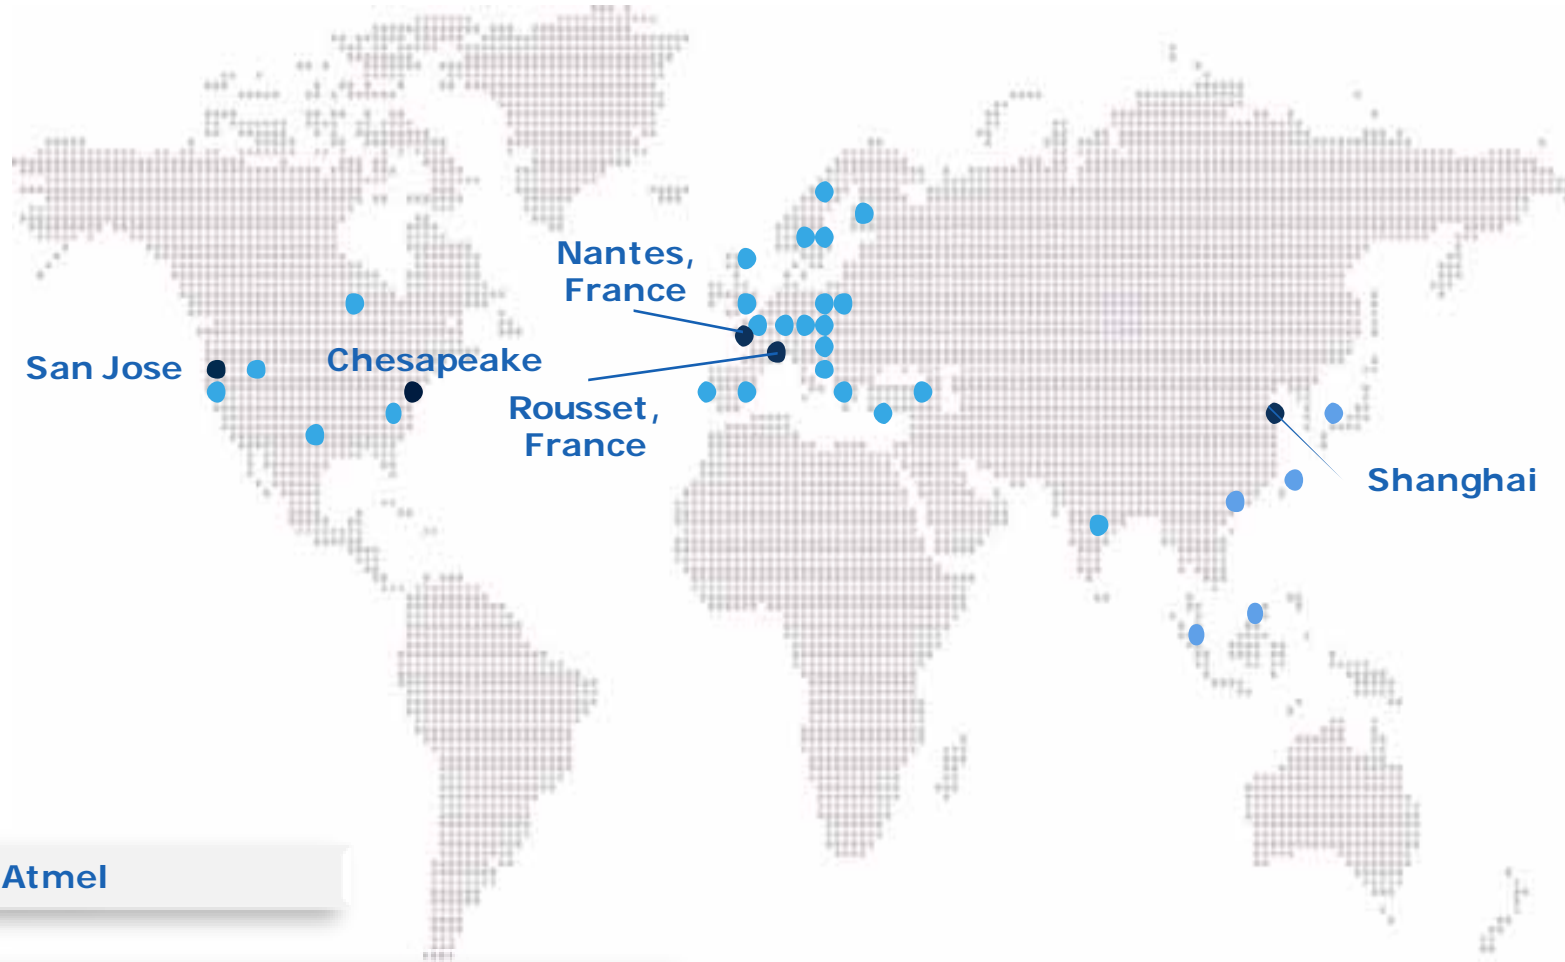 Nantes,
France
San Jose
Chesapeake
Rousset,
France
Shanghai
Atmel